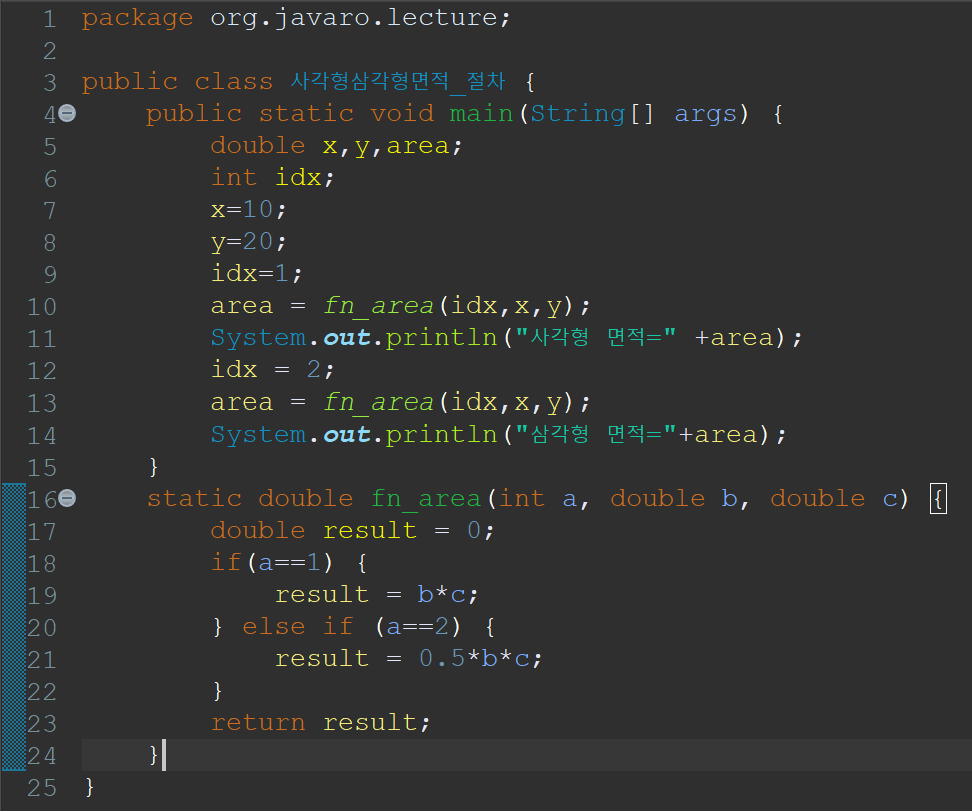 1 package org.javaro.lecture;
2
3 public class 사각형삼각형면적_절차 {
4 public static void main(String[] args) {
5 double x,y,area;
6 int idx;
7 x=10;
8 y=20;
9 idx=1;
10 area = fn_area(idx,x,y);
11 System.out.println("사각형 면적=" +area);
12 idx = 2;
13 area = fn_area(idx,x,y);
14 System.out.println("삼각형 면적="+area);
15 }
16 static double fn_area(int a, double b, double c) {
17 double result = 0;
18 if(a==1) {
19 result = b*c;
20 } else if (a==2) {
21 result = 0.5*b*c;
22 }
23 return result;
24 }
25 }